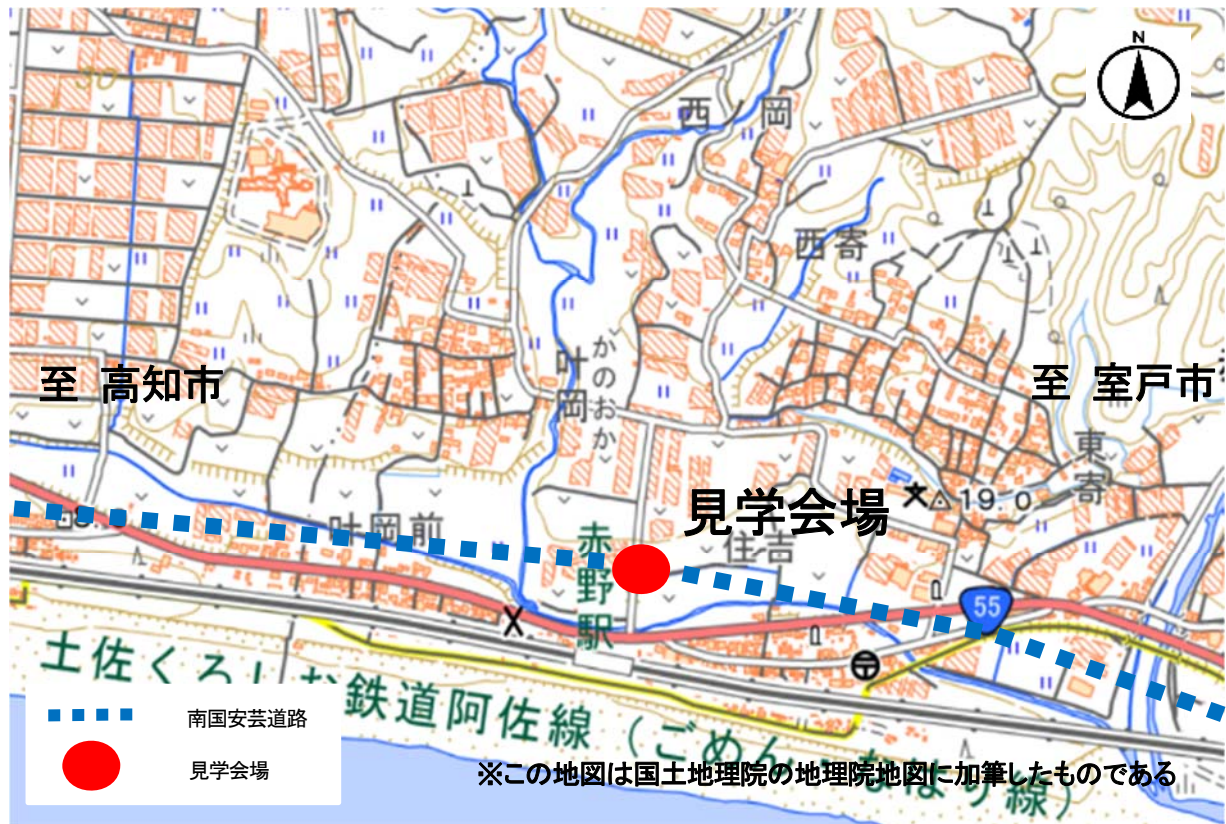 N
西ノ岡
西寄
かのおか
叶岡
至 高知市
至 室戸市
東寄
見学会場
19.0
叶岡前
赤野駅
住吉
55
土佐くろしお鉄道阿佐線（ごめん・なはり線）
南国安芸道路
見学会場
※この地図は国土地理院の地理院地図に加筆したものである